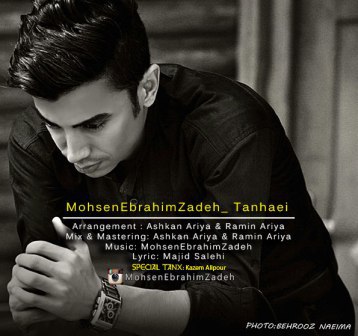 MohsenEbrahimZadeh_ Tanhaei
Arrangement : Ashkan Ariya & Ramin Ariya
Mix & Mastering: Ashkan Ariya & Ramin Ariya
Music: MohsenEbrahimZadeh
Lyric: Majid Salehi
SPECIAL TANX: Kazem Alipour
MohsenEbrahimZadeh
PHOTO:BEHROOZ NAEIMA